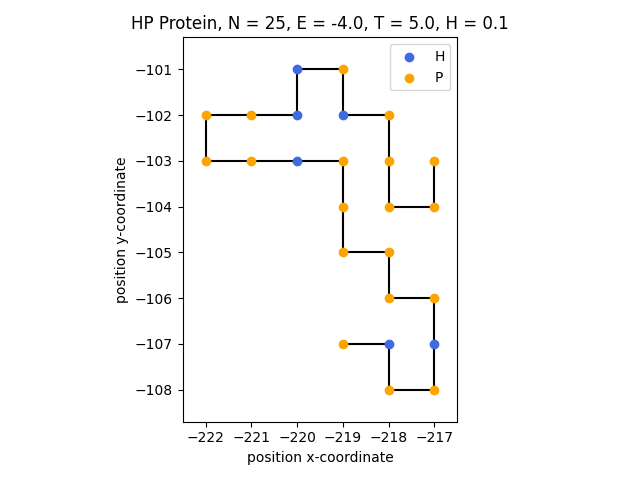 HP Protein, N = 25, E = -4.0, T = 5.0, H = 0.1
H
P
−101
−102
−103
−104
−105
−106
−107
−108
position y-coordinate
−222 −221 −220 −219 −218 −217
position x-coordinate